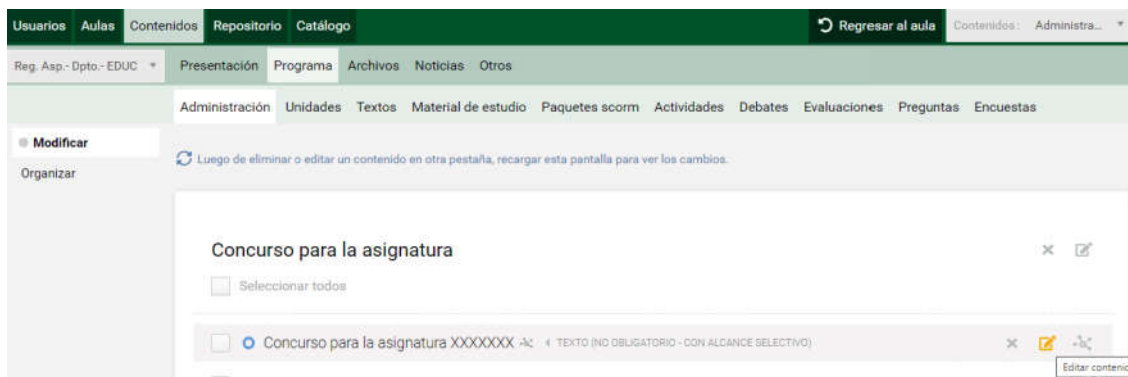 Usuarios Aulas Contenidos Repositorio Catálogo Regresar al aula Contenidos: Administra...
Reg. Asp.- Dpto.- EDUC Presentación Programa Archivos Noticias Otros
Administración Unidades Textos Material de estudio Paquetes scorm Actividades Debates Evaluaciones Preguntas Encuestas
Modificar
Luego de eliminar o editar un contenido en otra pestaña, recargar esta pantalla para ver los cambios.
Organizar
Concurso para la asignatura
Seleccionar todos
Concurso para la asignatura XXXXXXX TEXTO (NO OBLIGATORIO - CON ALCANCE SELECTIVO)
Editar contenid